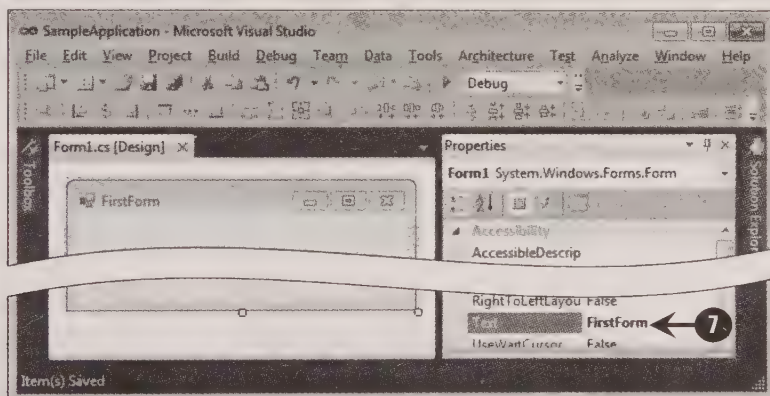 SampleApplication - Microsoft Visual Studio
File Edit View Project Build Debug Team Data Tools Architecture Test Analyze Window Help
Debug
Toolbox
Form1.cs [Design] ×
Properties
Solution Explor
Form1 System.Windows.Forms.Form
FirstForm
Accessibility
AccessibleDescrip
RightToLeftLayou False
Text FirstForm 7
UseWaitCursor False
Item(s) Saved